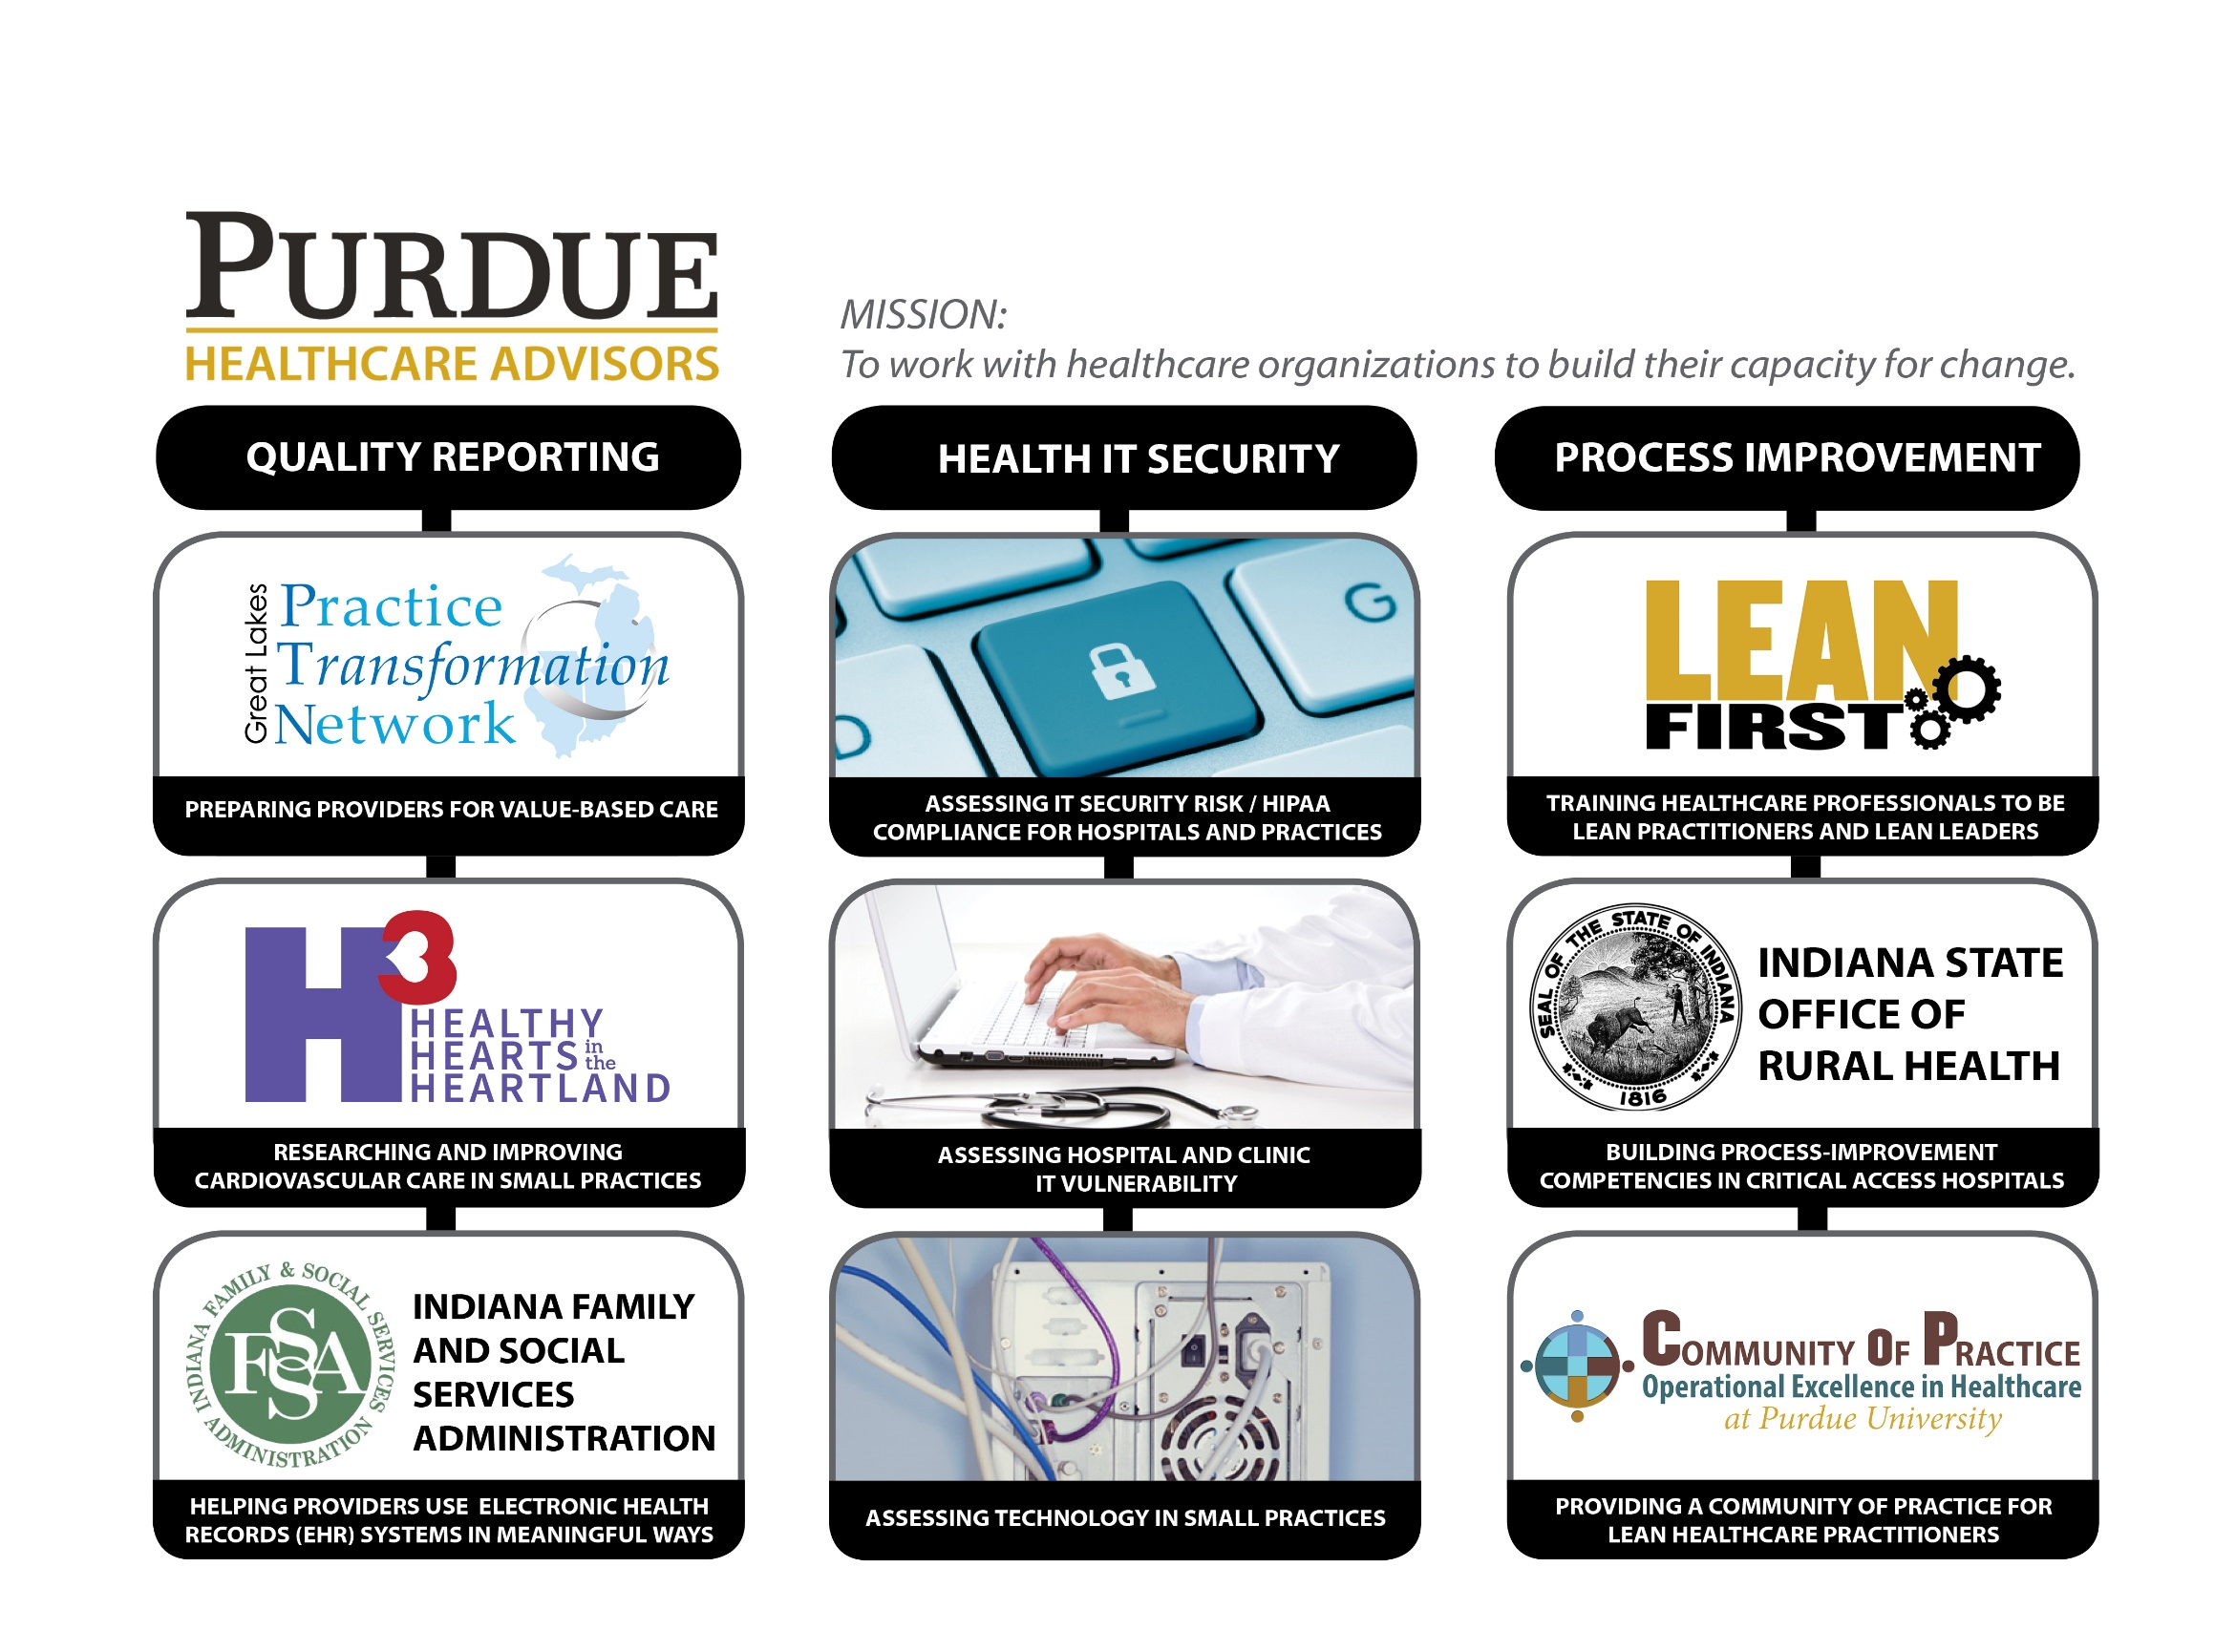 PURDUE
HEALTHCARE ADVISORS
MISSION:
To work with healthcare organizations to build their capacity for change.
QUALITY REPORTING
Great Lakes
Practice
Transformation
Network
PREPARING PROVIDERS FOR VALUE-BASED CARE
H3
HEALTHY
HEARTS in the
HEARTLAND
RESEARCHING AND IMPROVING
CARDIOVASCULAR CARE IN SMALL PRACTICES
INDIANA FAMILY & SOCIAL SERVICES ADMINISTRATION
FSSA
INDIANA FAMILY
AND SOCIAL
SERVICES
ADMINISTRATION
HELPING PROVIDERS USE ELECTRONIC HEALTH
RECORDS (EHR) SYSTEMS IN MEANINGFUL WAYS
HEALTH IT SECURITY
G
D
ASSESSING IT SECURITY RISK / HIPAA
COMPLIANCE FOR HOSPITALS AND PRACTICES
ASSESSING HOSPITAL AND CLINIC
IT VULNERABILITY
ASSESSING TECHNOLOGY IN SMALL PRACTICES
PROCESS IMPROVEMENT
LEAN
FIRST
TRAINING HEALTHCARE PROFESSIONALS TO BE
LEAN PRACTITIONERS AND LEAN LEADERS
SEAL OF THE STATE OF INDIANA
1816
INDIANA STATE
OFFICE OF
RURAL HEALTH
BUILDING PROCESS-IMPROVEMENT
COMPETENCIES IN CRITICAL ACCESS HOSPITALS
COMMUNITY OF PRACTICE
Operational Excellence in Healthcare
at Purdue University
PROVIDING A COMMUNITY OF PRACTICE FOR
LEAN HEALTHCARE PRACTITIONERS